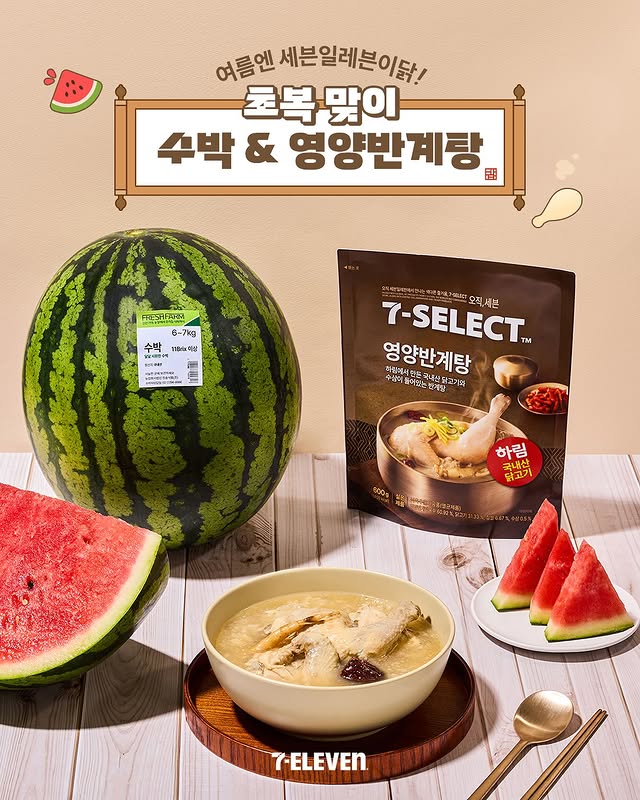 여름엔 세븐일레븐이닭!
초복 맞이
수박 & 영양반계탕
FRESH FARM
6~7kg
수박
11Brix 이상
오직, 세븐
7-SELECT™
영양반계탕
하림에서 만든 국내산 닭고기와
수삼이 들어있는 반계탕
하림
국내산
닭고기
600g
7-ELEVEN